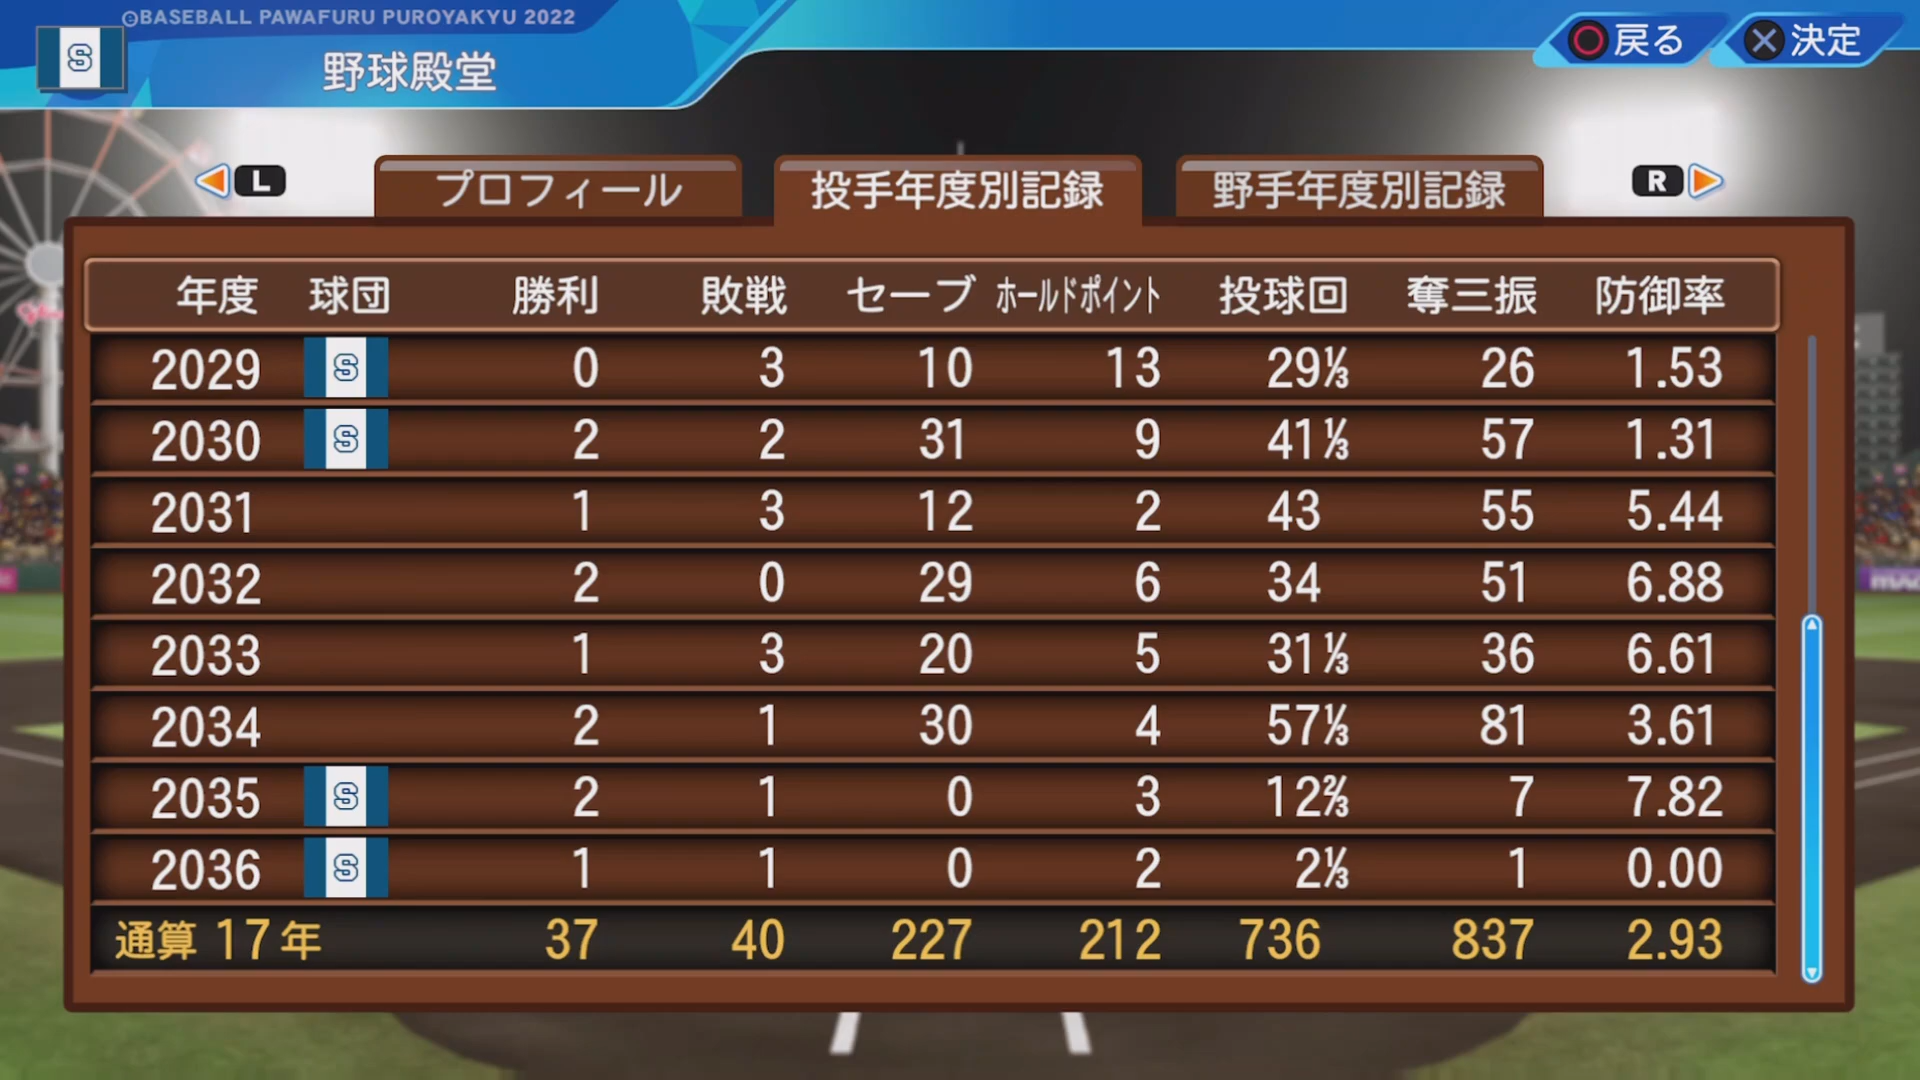 eBASEBALL PAWAFURU PUROYAKYU 2022
S 野球殿堂
戻る 決定
L プロフィール 投手年度別記録 野手年度別記録 R
年度 球団 勝利 敗戦 セーブ ホールドポイント 投球回 奪三振 防御率
2029 S 0 3 10 13 29⅓ 26 1.53
2030 S 2 2 31 9 41⅓ 57 1.31
2031 1 3 12 2 43 55 5.44
2032 2 0 29 6 34 51 6.88
2033 1 3 20 5 31⅓ 36 6.61
2034 2 1 30 4 57⅓ 81 3.61
2035 S 2 1 0 3 12⅔ 7 7.82
2036 S 1 1 0 2 2⅓ 1 0.00
通算 17年 37 40 227 212 736 837 2.93